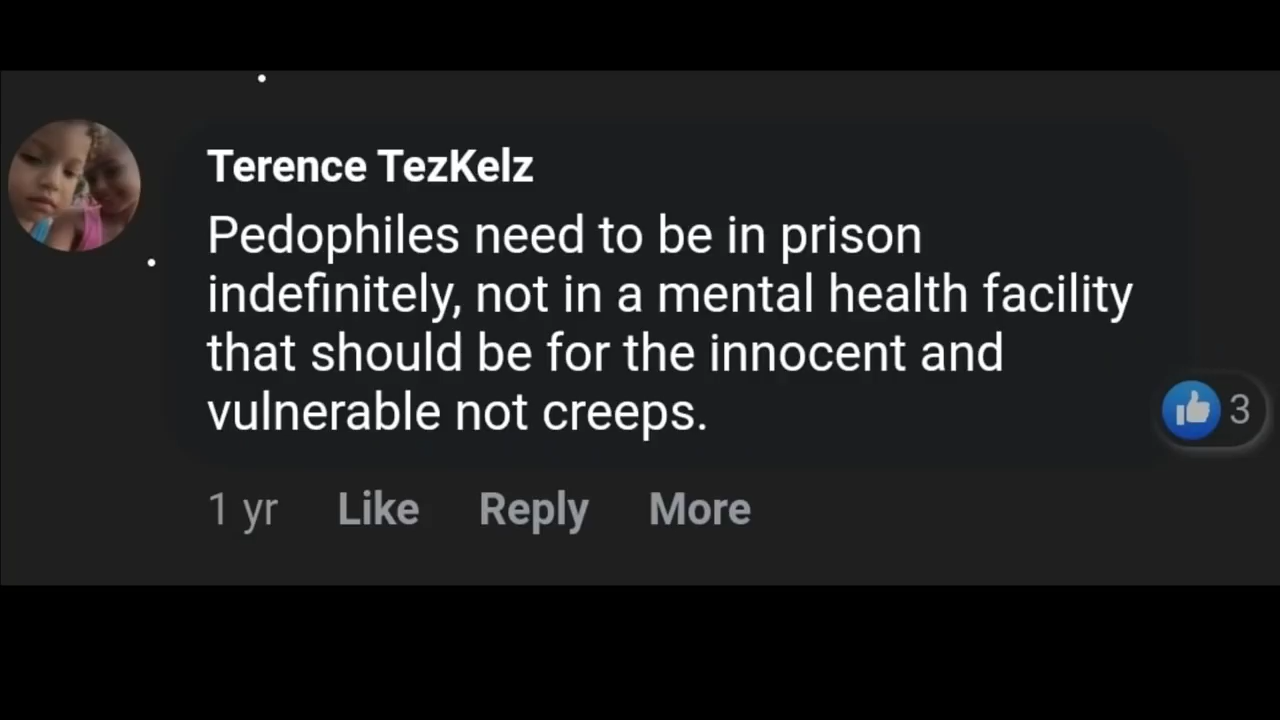 Terence TezKelz
Pedophiles need to be in prison
indefinitely, not in a mental health facility
that should be for the innocent and
vulnerable not creeps.
3
1 yr Like Reply More